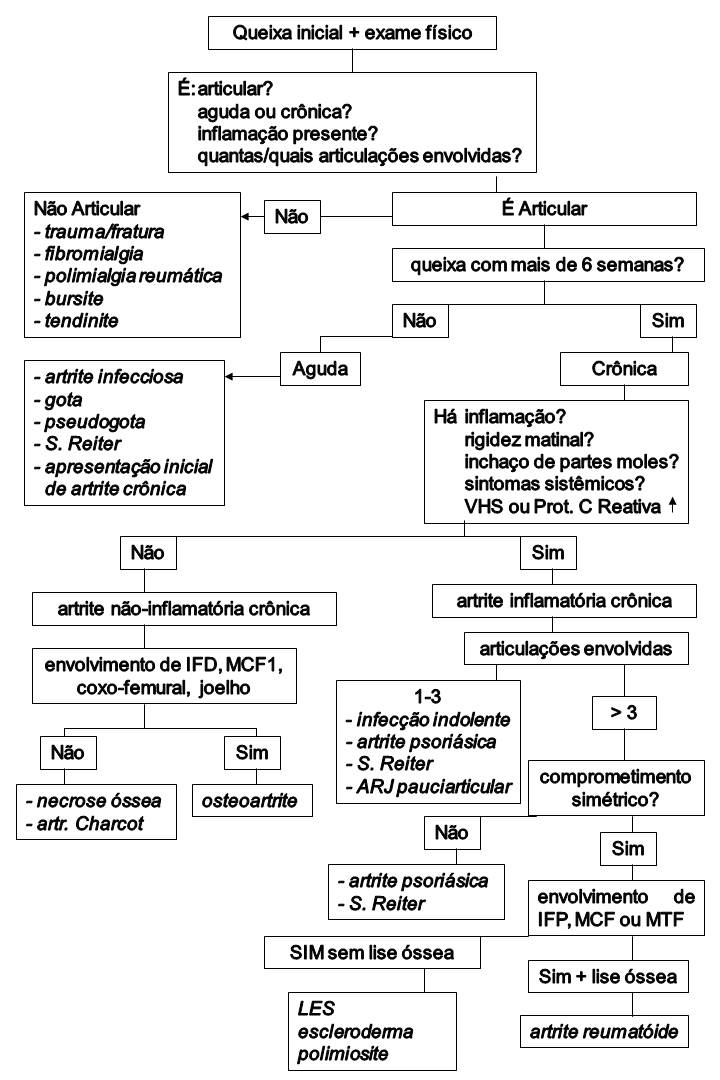 Queixa inicial + exame físico
É: articular?
aguda ou crônica?
inflamação presente?
quantas/quais articulações envolvidas?
Não Articular
- trauma/fratura
- fibromialgia
- polimialgia reumática
- bursite
- tendinite
Não
É Articular
queixa com mais de 6 semanas?
Não
Sim
Aguda
Crônica
- artrite infecciosa
- gota
- pseudogota
- S. Reiter
- apresentação inicial
de artrite crônica
Há inflamação?
rigidez matinal?
inchaço de partes moles?
sintomas sistêmicos?
VHS ou Prot. C Reativa ↑
Não
Sim
artrite não-inflamatória crônica
artrite inflamatória crônica
envolvimento de IFD, MCF1,
coxo-femural, joelho
articulações envolvidas
1-3
- infecção indolente
- artrite psoriásica
- S. Reiter
- ARJ pauciarticular
> 3
Não
Sim
- necrose óssea
- artr. Charcot
osteoartrite
comprometimento
simétrico?
Não
Sim
- artrite psoriásica
- S. Reiter
envolvimento de
IFP, MCF ou MTF
SIM sem lise óssea
Sim + lise óssea
LES
escleroderma
polimiosite
artrite reumatóide